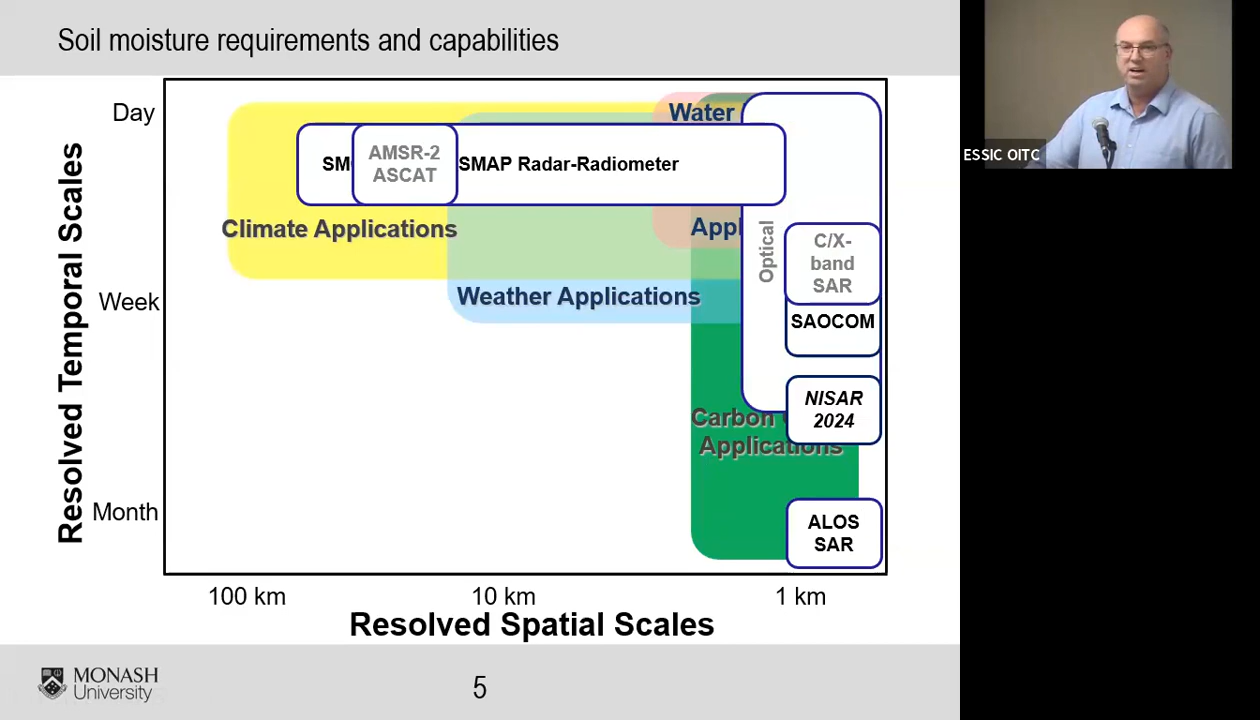 Soil moisture requirements and capabilities
Resolved Temporal Scales
Day
Week
Month
Water
SM
AMSR-2
ASCAT
SMAP Radar-Radiometer
Climate Applications
Appl
Optical
C/X-
band
SAR
Weather Applications
SAOCOM
NISAR
2024
Carbon
Applications
ALOS
SAR
100 km
10 km
1 km
Resolved Spatial Scales
MONASH
University
5
ESSIC OITC